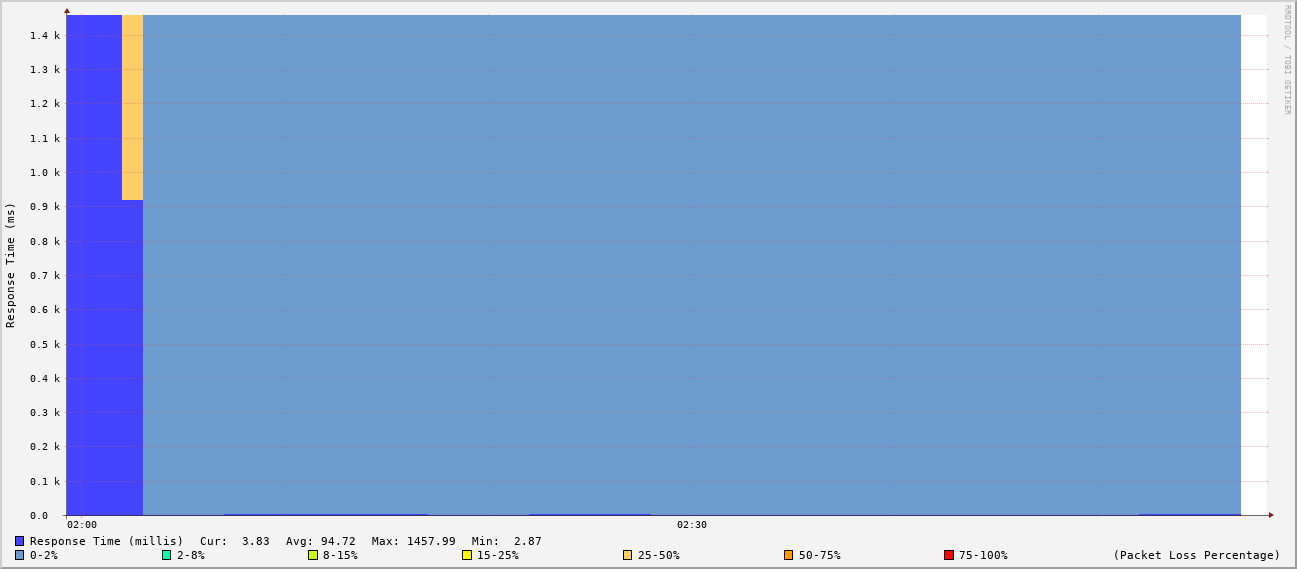 RRDTOOL / TOBI OETIKER
Response Time (ms)
1.4 k
1.3 k
1.2 k
1.1 k
1.0 k
0.9 k
0.8 k
0.7 k
0.6 k
0.5 k
0.4 k
0.3 k
0.2 k
0.1 k
0.0
02:00 02:30
Response Time (millis) Cur: 3.83 Avg: 94.72 Max: 1457.99 Min: 2.87
0-2% 2-8% 8-15% 15-25% 25-50% 50-75% 75-100% (Packet Loss Percentage)